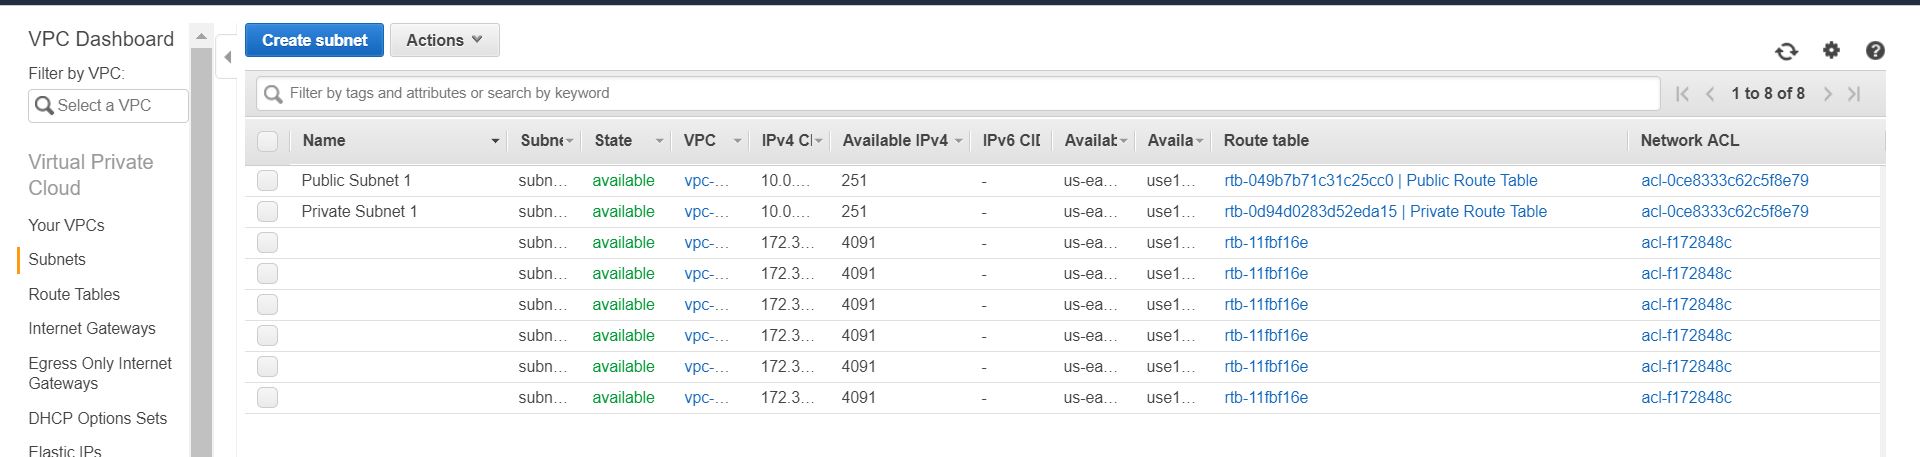 VPC Dashboard
Filter by VPC:
Select a VPC
Virtual Private
Cloud
Your VPCs
Subnets
Route Tables
Internet Gateways
Egress Only Internet
Gateways
DHCP Options Sets
Elastic IPs
Create subnet Actions
Filter by tags and attributes or search by keyword 1 to 8 of 8
Name Subne State VPC IPv4 CI Available IPv4 IPv6 CID Availab Availa Route table Network ACL
Public Subnet 1 subn... available vpc-... 10.0.... 251 - us-ea... use1... rtb-049b7b71c31c25cc0 | Public Route Table acl-0ce8333c62c5f8e79
Private Subnet 1 subn... available vpc-... 10.0.... 251 - us-ea... use1... rtb-0d94d0283d52eda15 | Private Route Table acl-0ce8333c62c5f8e79
subn... available vpc-... 172.3... 4091 - us-ea... use1... rtb-11fbf16e acl-f172848c
subn... available vpc-... 172.3... 4091 - us-ea... use1... rtb-11fbf16e acl-f172848c
subn... available vpc-... 172.3... 4091 - us-ea... use1... rtb-11fbf16e acl-f172848c
subn... available vpc-... 172.3... 4091 - us-ea... use1... rtb-11fbf16e acl-f172848c
subn... available vpc-... 172.3... 4091 - us-ea... use1... rtb-11fbf16e acl-f172848c
subn... available vpc-... 172.3... 4091 - us-ea... use1... rtb-11fbf16e acl-f172848c